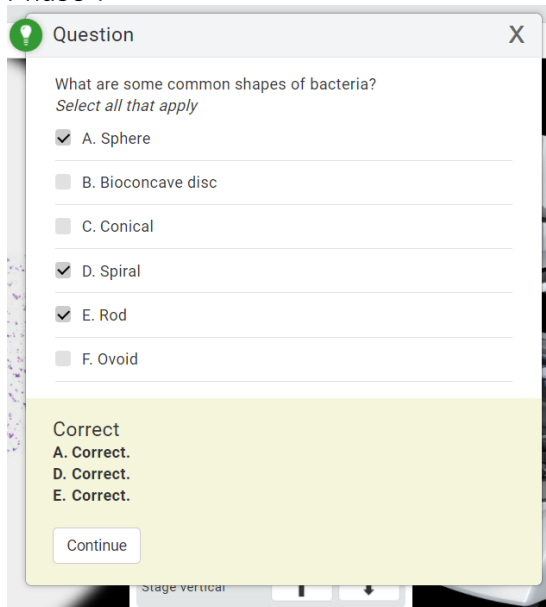 Question
X
What are some common shapes of bacteria?
Select all that apply
A. Sphere
B. Bioconcave disc
C. Conical
D. Spiral
E. Rod
F. Ovoid
Correct
A. Correct.
D. Correct.
E. Correct.
Continue
Stage vertical